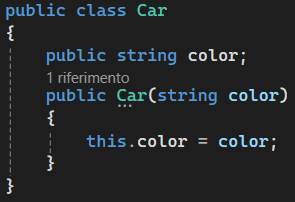 public class Car
{
public string color;
1 riferimento
public Car(string color)
{
this.color = color;
}
}